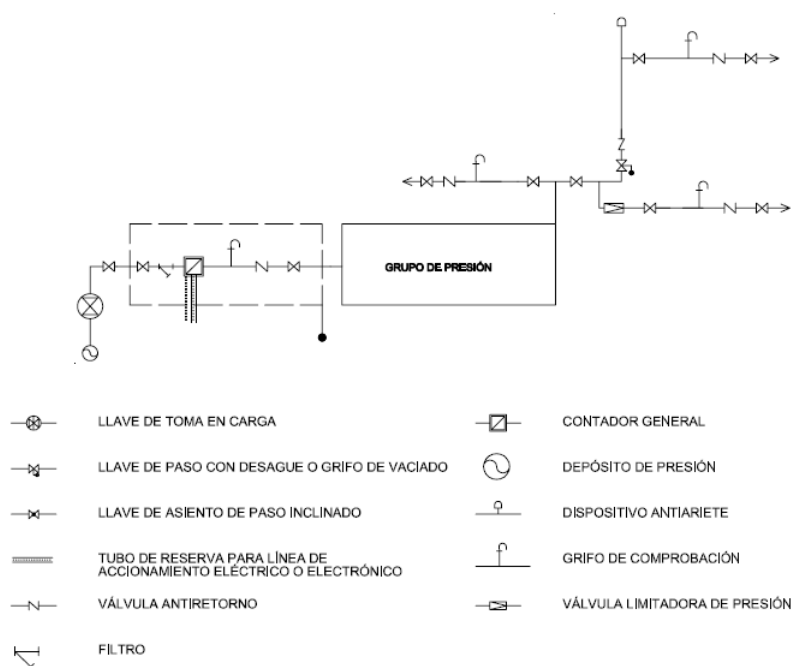 GRUPO DE PRESIÓN
LLAVE DE TOMA EN CARGA
LLAVE DE PASO CON DESAGUE O GRIFO DE VACIADO
LLAVE DE ASIENTO DE PASO INCLINADO
TUBO DE RESERVA PARA LÍNEA DE
ACCIONAMIENTO ELÉCTRICO O ELECTRÓNICO
VÁLVULA ANTIRETORNO
FILTRO
CONTADOR GENERAL
DEPÓSITO DE PRESIÓN
DISPOSITIVO ANTIARIETE
GRIFO DE COMPROBACIÓN
VÁLVULA LIMITADORA DE PRESIÓN